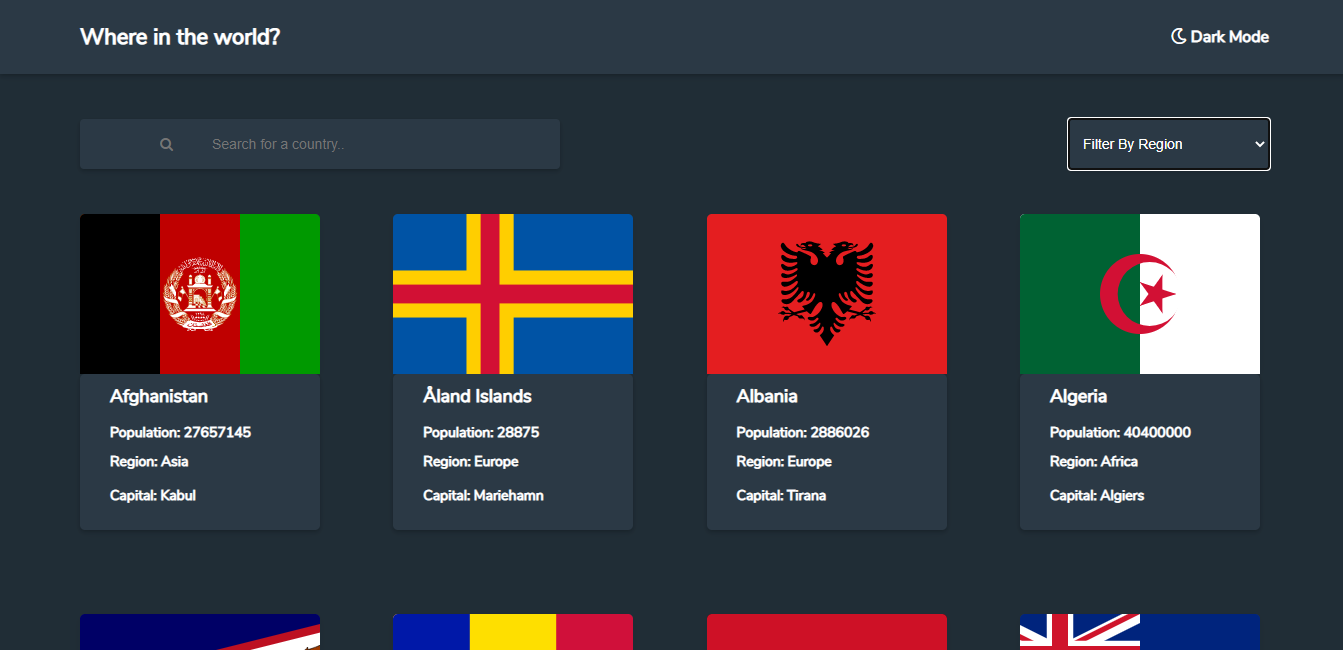 Where in the world?
Dark Mode
Search for a country..
Filter By Region
Afghanistan
Population: 27657145
Region: Asia
Capital: Kabul
Åland Islands
Population: 28875
Region: Europe
Capital: Mariehamn
Albania
Population: 2886026
Region: Europe
Capital: Tirana
Algeria
Population: 40400000
Region: Africa
Capital: Algiers